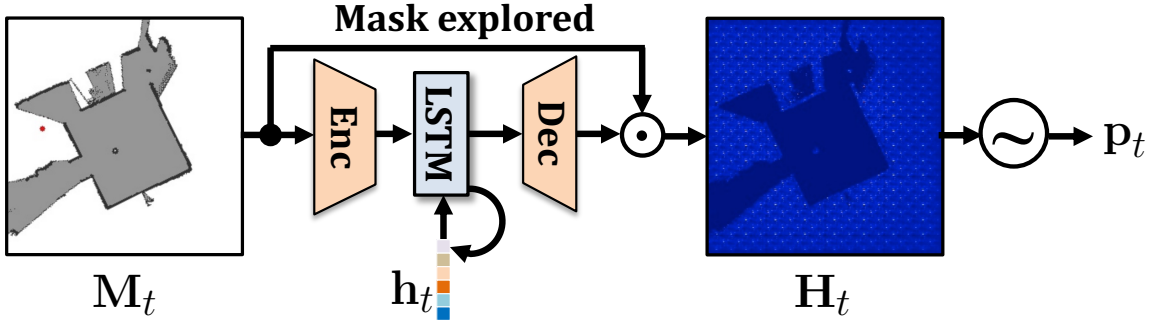 Mask explored
Enc
LSTM
Dec
~
p_t
h_t
M_t
H_t